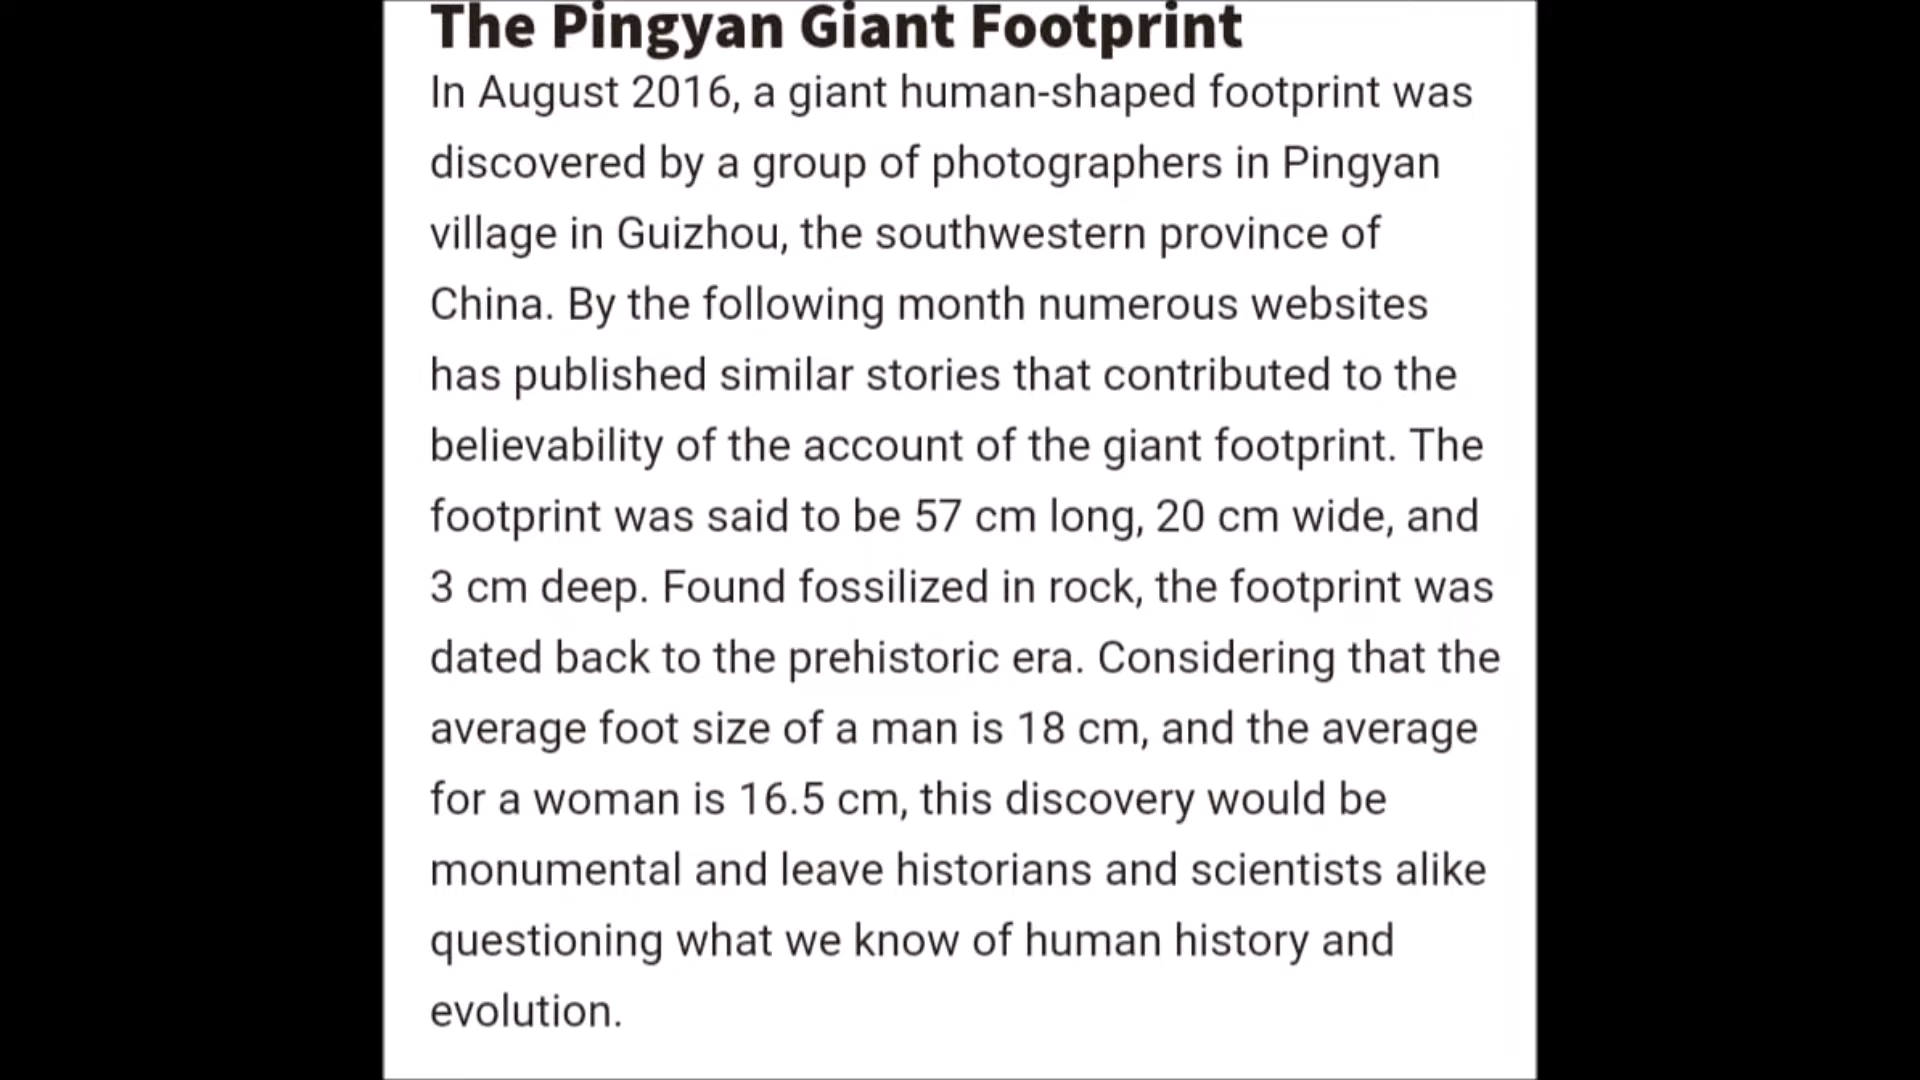 The Pingyan Giant Footprint
In August 2016, a giant human-shaped footprint was
discovered by a group of photographers in Pingyan
village in Guizhou, the southwestern province of
China. By the following month numerous websites
has published similar stories that contributed to the
believability of the account of the giant footprint. The
footprint was said to be 57 cm long, 20 cm wide, and
3 cm deep. Found fossilized in rock, the footprint was
dated back to the prehistoric era. Considering that the
average foot size of a man is 18 cm, and the average
for a woman is 16.5 cm, this discovery would be
monumental and leave historians and scientists alike
questioning what we know of human history and
evolution.